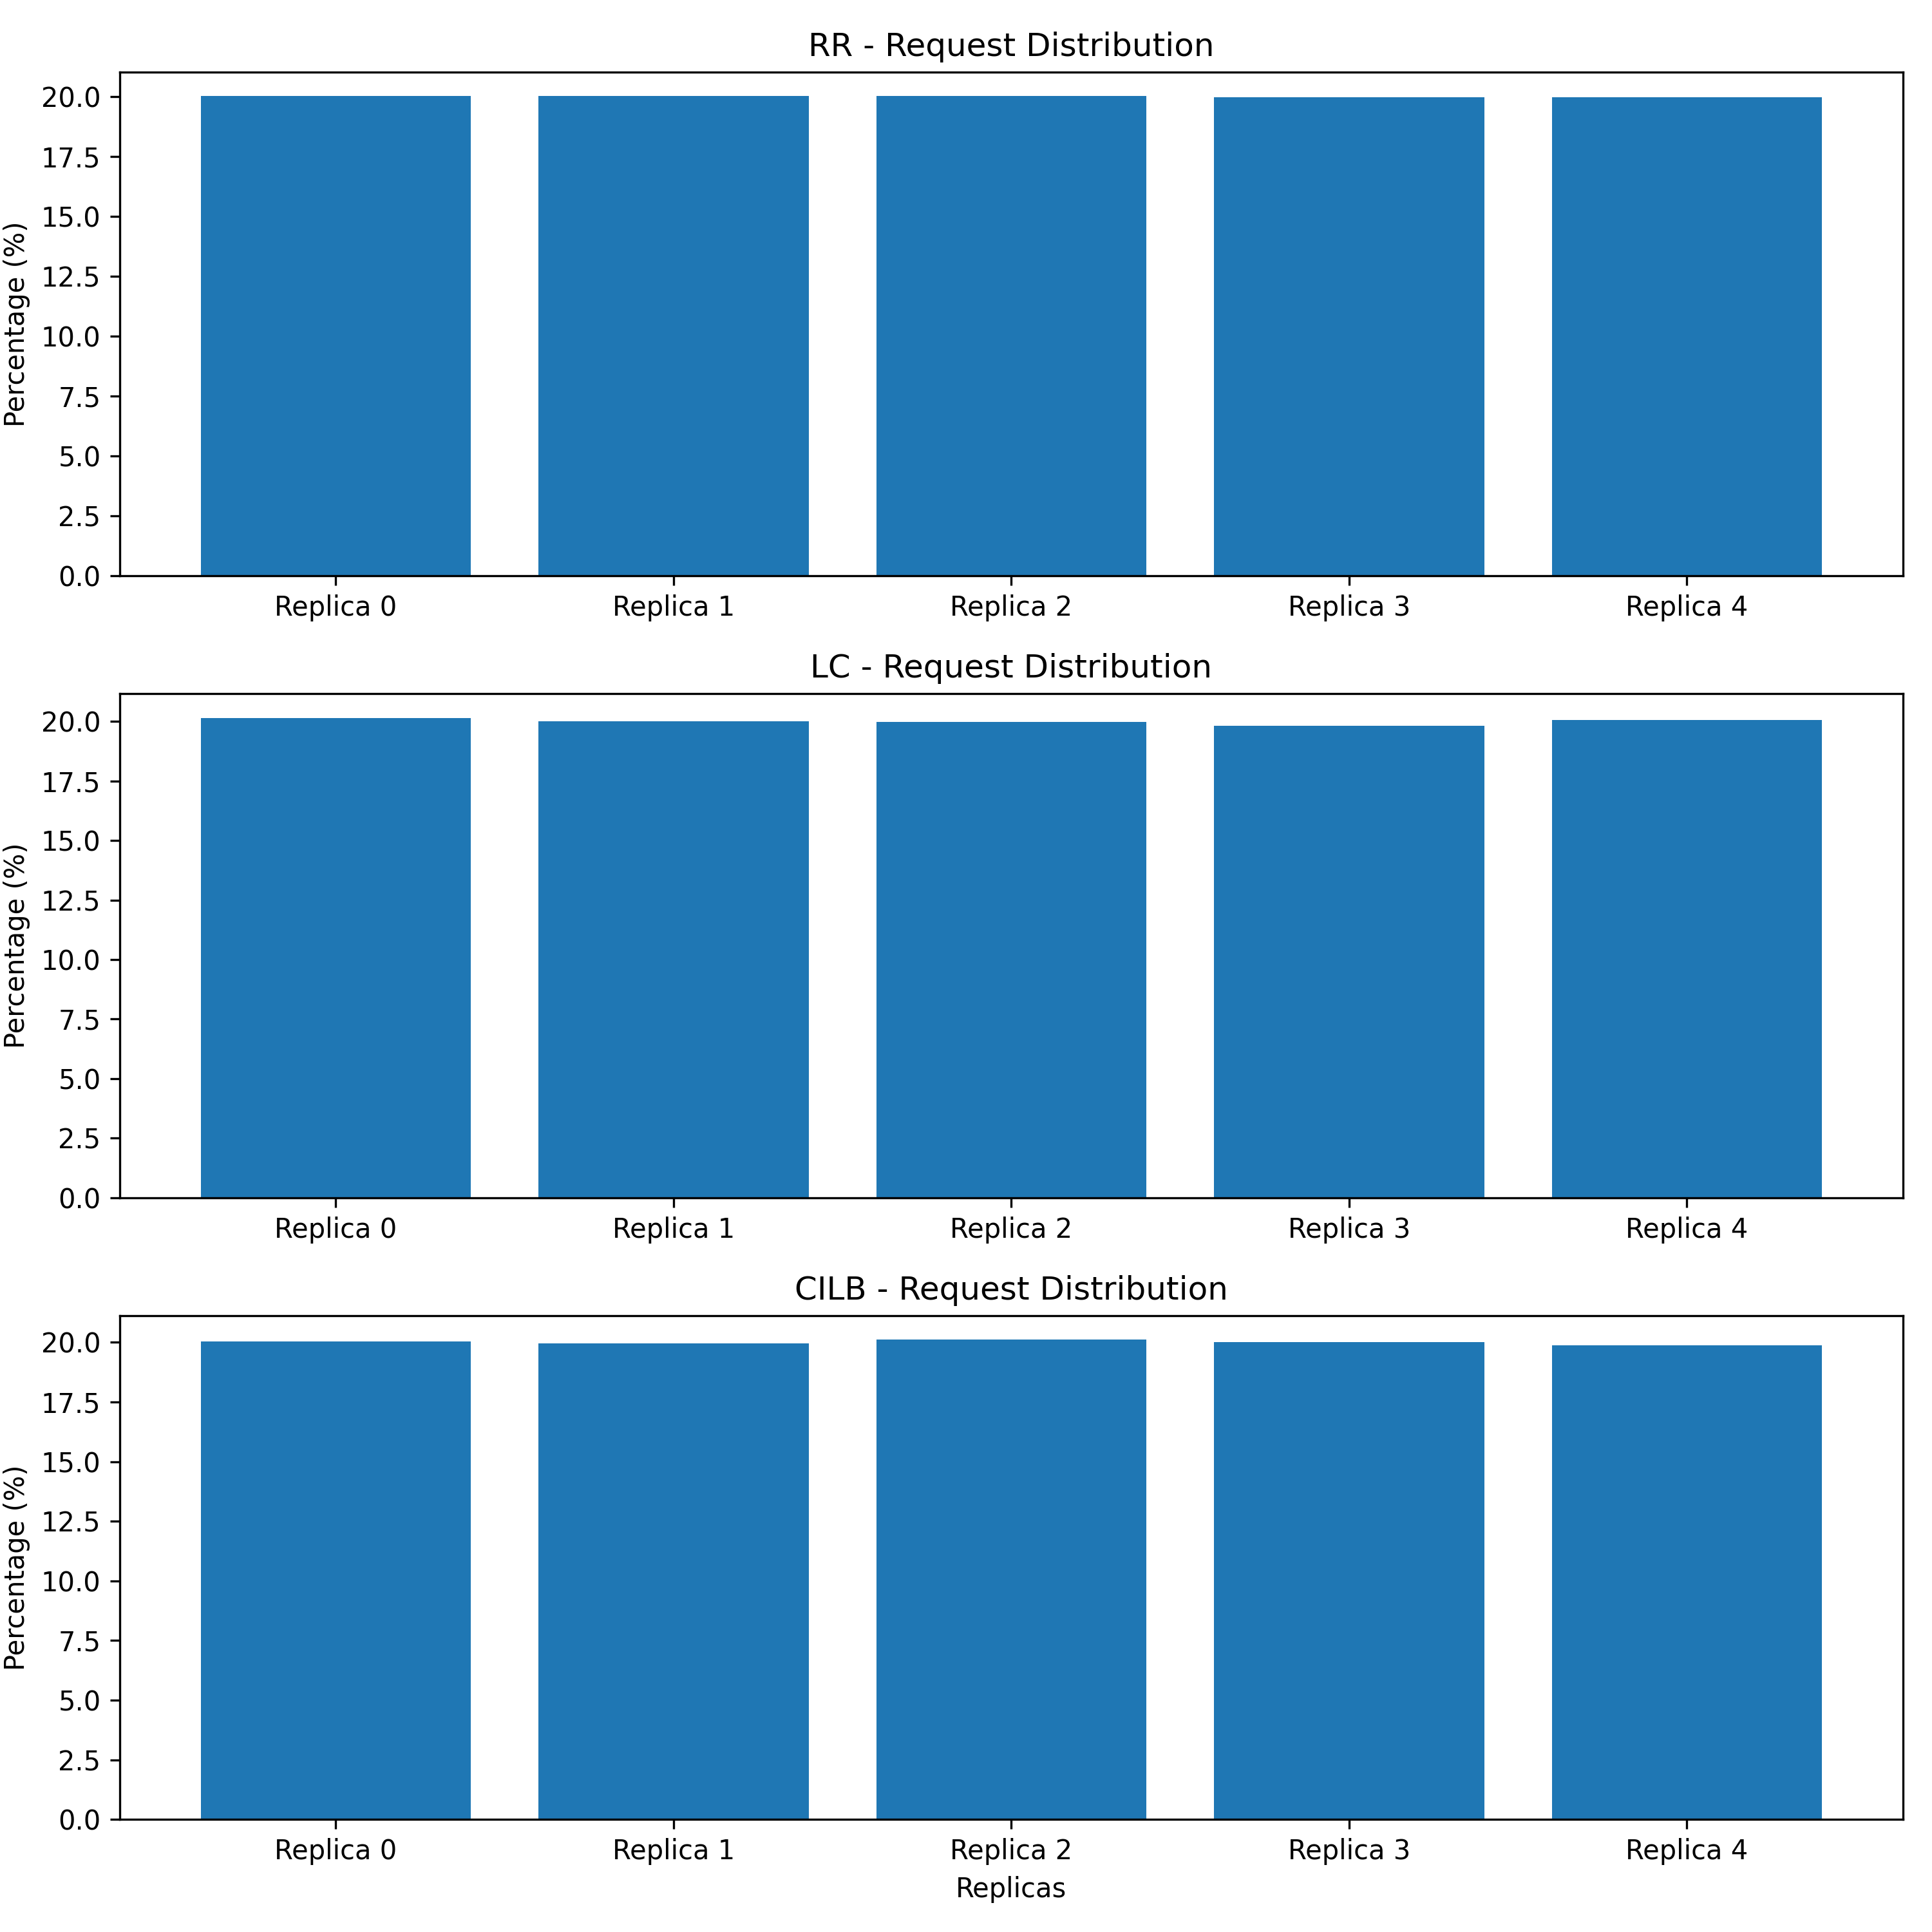 RR - Request Distribution
Percentage (%)
20.0
17.5
15.0
12.5
10.0
7.5
5.0
2.5
0.0
Replica 0 Replica 1 Replica 2 Replica 3 Replica 4
LC - Request Distribution
Percentage (%)
20.0
17.5
15.0
12.5
10.0
7.5
5.0
2.5
0.0
Replica 0 Replica 1 Replica 2 Replica 3 Replica 4
CILB - Request Distribution
Percentage (%)
20.0
17.5
15.0
12.5
10.0
7.5
5.0
2.5
0.0
Replica 0 Replica 1 Replica 2 Replica 3 Replica 4
Replicas